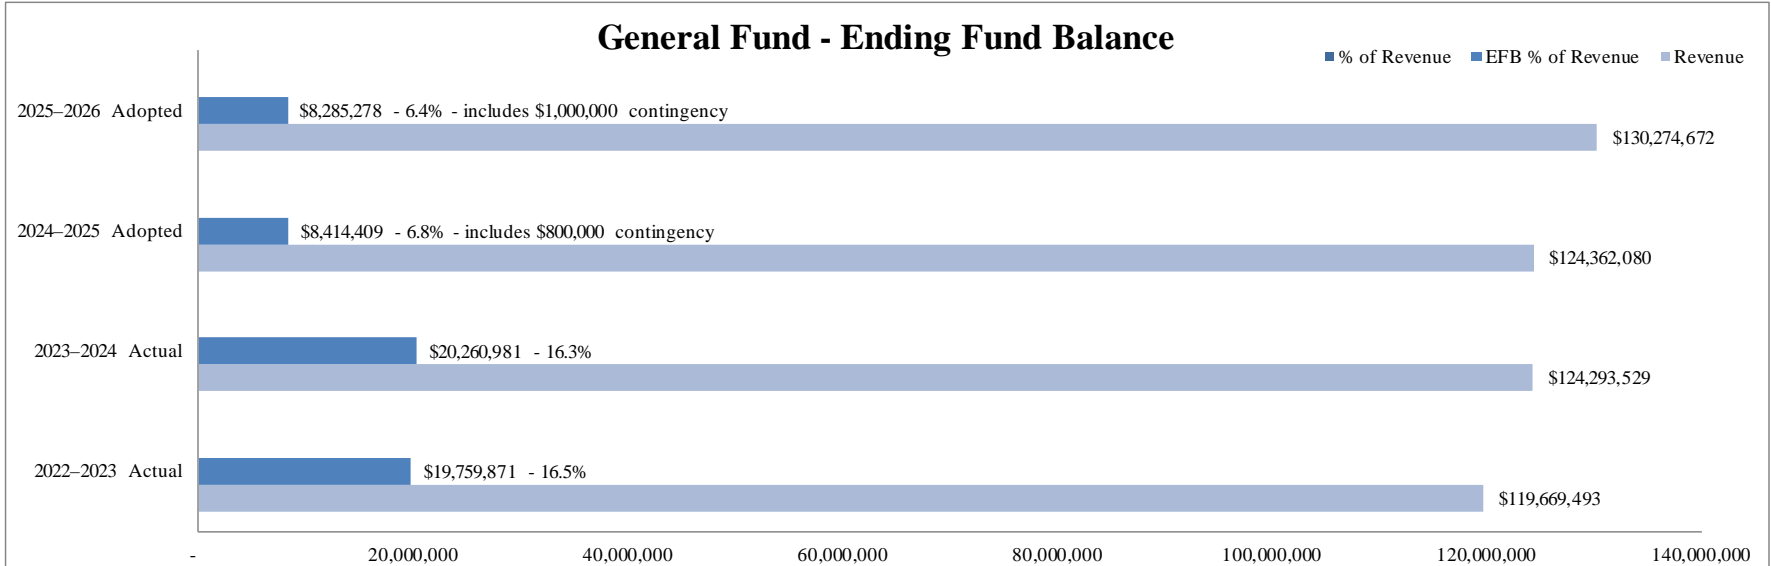 General Fund - Ending Fund Balance
% of Revenue EFB % of Revenue Revenue
2025–2026 Adopted $8,285,278 - 6.4% - includes $1,000,000 contingency
$130,274,672
2024–2025 Adopted $8,414,409 - 6.8% - includes $800,000 contingency
$124,362,080
2023–2024 Actual $20,260,981 - 16.3%
$124,293,529
2022–2023 Actual $19,759,871 - 16.5%
$119,669,493
- 20,000,000 40,000,000 60,000,000 80,000,000 100,000,000 120,000,000 140,000,000